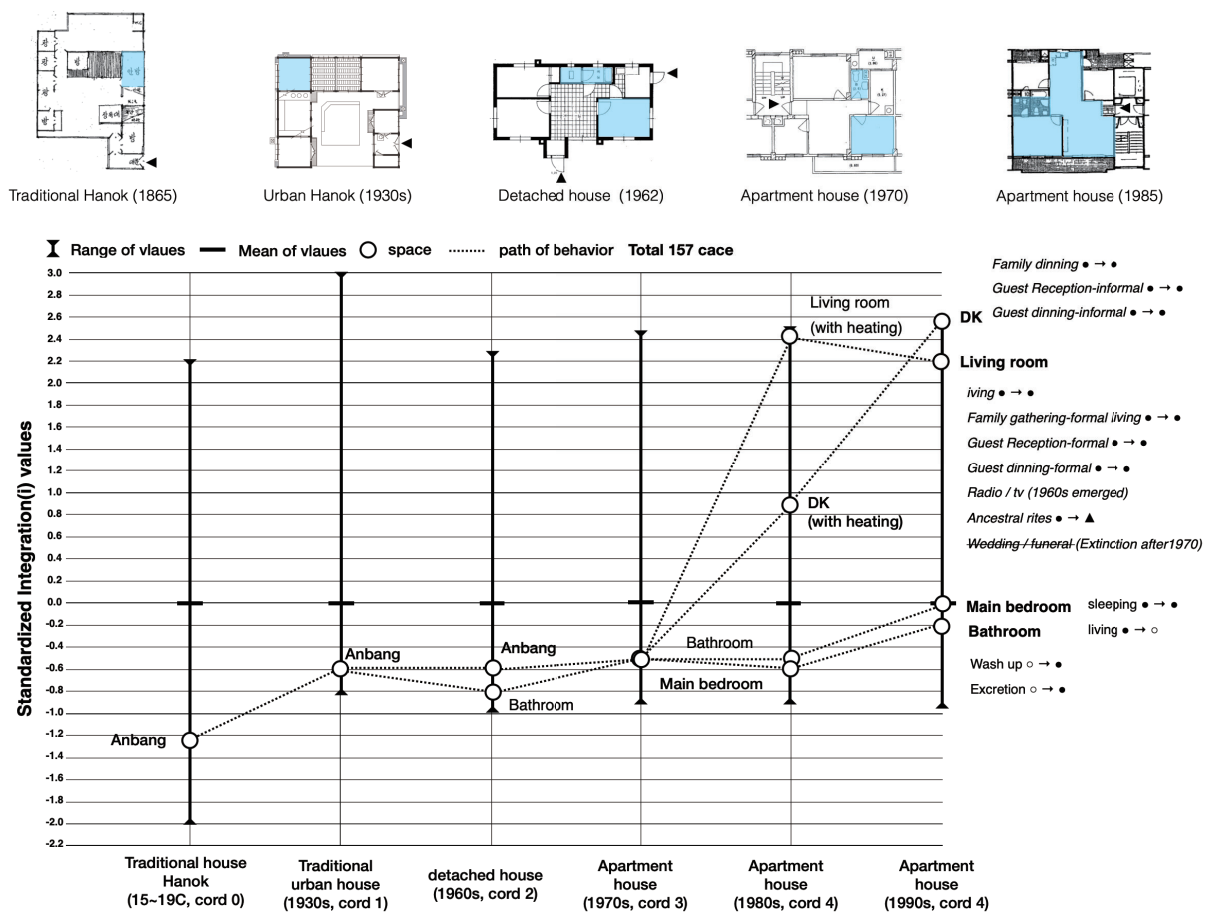 Traditional Hanok (1865)
Urban Hanok (1930s)
Detached house (1962)
Apartment house (1970)
Apartment house (1985)
Range of vlaues Mean of vlaues space path of behavior Total 157 cace
Standardized Integration(i) values
3.0
2.8
2.6
2.4
2.2
2.0
1.8
1.6
1.4
1.2
1.0
0.8
0.6
0.4
0.2
0.0
-0.2
-0.4
-0.6
-0.8
-1.0
-1.2
-1.4
-1.6
-1.8
-2.0
-2.2
Anbang
Anbang
Anbang
Bathroom
Bathroom
Main bedroom
Living room
(with heating)
DK
(with heating)
Family dinning ● → ●
Guest Reception-informal ● → ●
Guest dinning-informal ● → ●
DK
Living room
iving ● → ●
Family gathering-formal living ● → ●
Guest Reception-formal ● → ●
Guest dinning-formal ● → ●
Radio / tv (1960s emerged)
Ancestral rites ● → ▲
Wedding / funeral (Extinction after1970)
Main bedroom sleeping ● → ●
Bathroom living ● → ○
Wash up ○ → ●
Excretion ○ → ●
Traditional house
Hanok
(15~19C, cord 0)
Traditional
urban house
(1930s, cord 1)
detached house
(1960s, cord 2)
Apartment
house
(1970s, cord 3)
Apartment
house
(1980s, cord 4)
Apartment
house
(1990s, cord 4)